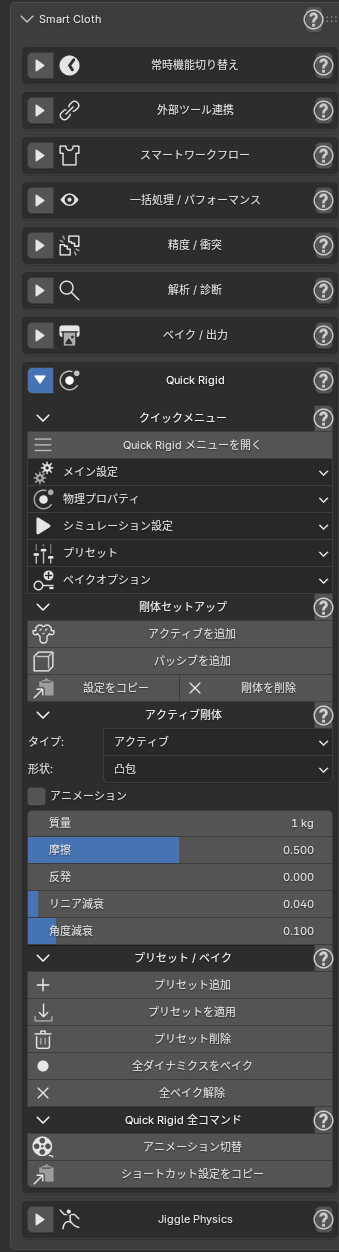 Smart Cloth
常時機能切り替え
外部ツール連携
スマートワークフロー
一括処理 / パフォーマンス
精度 / 衝突
解析 / 診断
ベイク / 出力
Quick Rigid
クイックメニュー
Quick Rigid メニューを開く
メイン設定
物理プロパティ
シミュレーション設定
プリセット
ベイクオプション
剛体セットアップ
アクティブを追加
パッシブを追加
設定をコピー 剛体を削除
アクティブ剛体
タイプ: アクティブ
形状: 凸包
アニメーション
質量 1 kg
摩擦 0.500
反発 0.000
リニア減衰 0.040
角度減衰 0.100
プリセット / ベイク
プリセット追加
プリセットを適用
プリセット削除
全ダイナミクスをベイク
全ベイク解除
Quick Rigid 全コマンド
アニメーション切替
ショートカット設定をコピー
Jiggle Physics